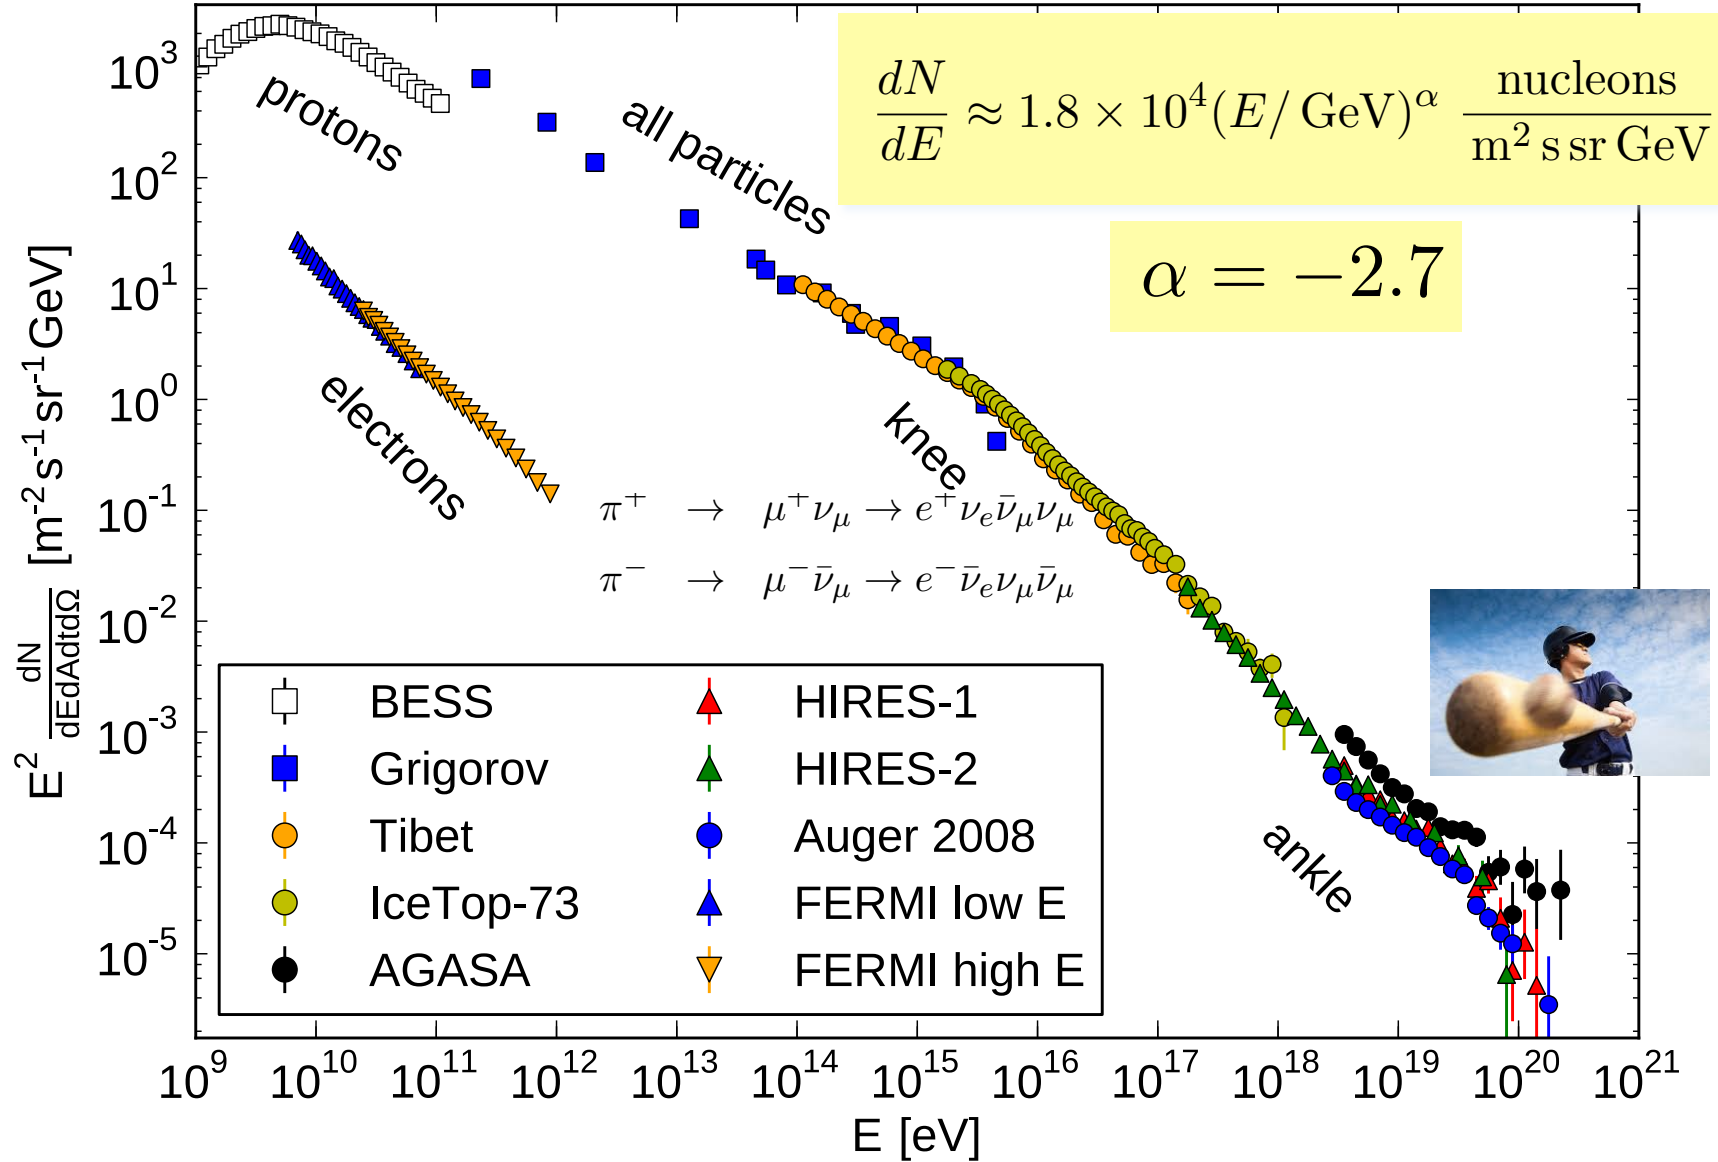 dN/dE ≈ 1.8 × 10⁴(E/ GeV)^α nucleons/(m² s sr GeV)
α = −2.7
protons
all particles
electrons
knee
ankle
π⁺ → μ⁺ν_μ → e⁺ν_e ν̄_μ ν_μ
π⁻ → μ⁻ν̄_μ → e⁻ν̄_e ν_μ ν̄_μ
BESS
Grigorov
Tibet
IceTop-73
AGASA
HIRES-1
HIRES-2
Auger 2008
FERMI low E
FERMI high E
E² dN/dEdAdtdΩ [m⁻²s⁻¹sr⁻¹GeV]
10³
10²
10¹
10⁰
10⁻¹
10⁻²
10⁻³
10⁻⁴
10⁻⁵
10⁹ 10¹⁰ 10¹¹ 10¹² 10¹³ 10¹⁴ 10¹⁵ 10¹⁶ 10¹⁷ 10¹⁸ 10¹⁹ 10²⁰ 10²¹
E [eV]